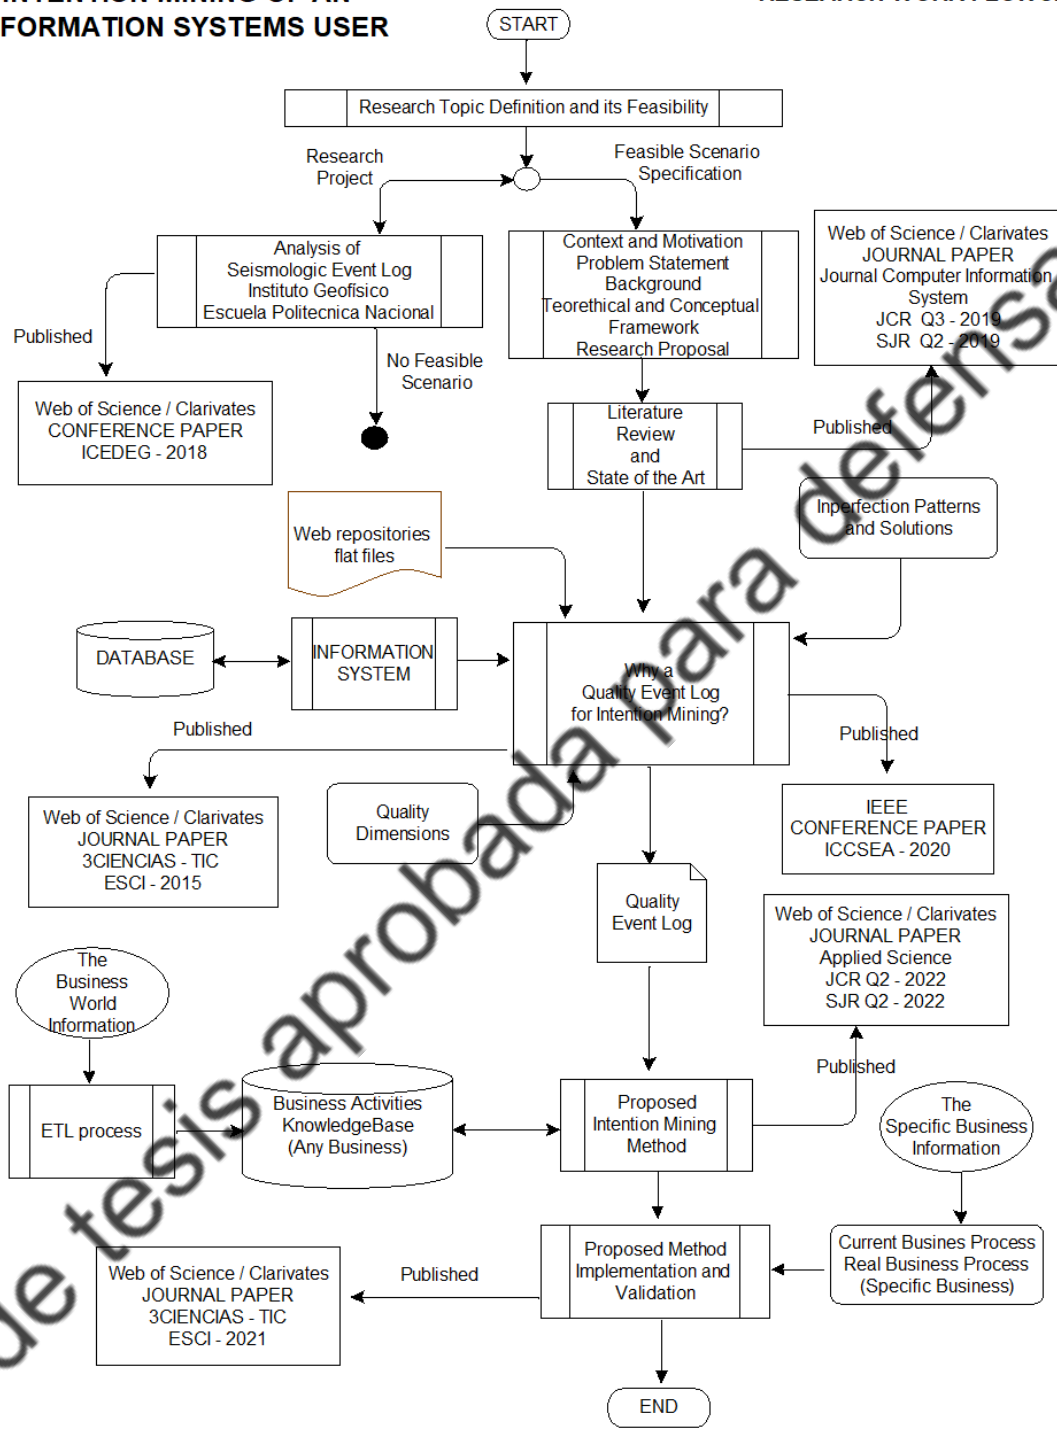 FORMATION SYSTEMS USER
START
Research Topic Definition and its Feasibility
Research
Project
Feasible Scenario
Specification
Analysis of
Seismologic Event Log
Instituto Geofísico
Escuela Politecnica Nacional
Context and Motivation
Problem Statement
Background
Teorethical and Conceptual
Framework
Research Proposal
Web of Science / Clarivates
JOURNAL PAPER
Journal Computer Information
System
JCR Q3 - 2019
SJR Q2 - 2019
Published
No Feasible
Scenario
Web of Science / Clarivates
CONFERENCE PAPER
ICEDEG - 2018
Literature
Review
and
State of the Art
Published
Inperfection Patterns
and Solutions
Web repositories
flat files
DATABASE
INFORMATION
SYSTEM
Why a
Quality Event Log
for Intention Mining?
Published
Published
Web of Science / Clarivates
JOURNAL PAPER
3CIENCIAS - TIC
ESCI - 2015
Quality
Dimensions
IEEE
CONFERENCE PAPER
ICCSEA - 2020
Quality
Event Log
Web of Science / Clarivates
JOURNAL PAPER
Applied Science
JCR Q2 - 2022
SJR Q2 - 2022
The
Business
World
Information
Published
ETL process
Business Activities
KnowledgeBase
(Any Business)
Proposed
Intention Mining
Method
The
Specific Business
Information
Current Busines Process
Real Business Process
(Specific Business)
Proposed Method
Implementation and
Validation
Published
Web of Science / Clarivates
JOURNAL PAPER
3CIENCIAS - TIC
ESCI - 2021
END
de tesis aprobada para defensa